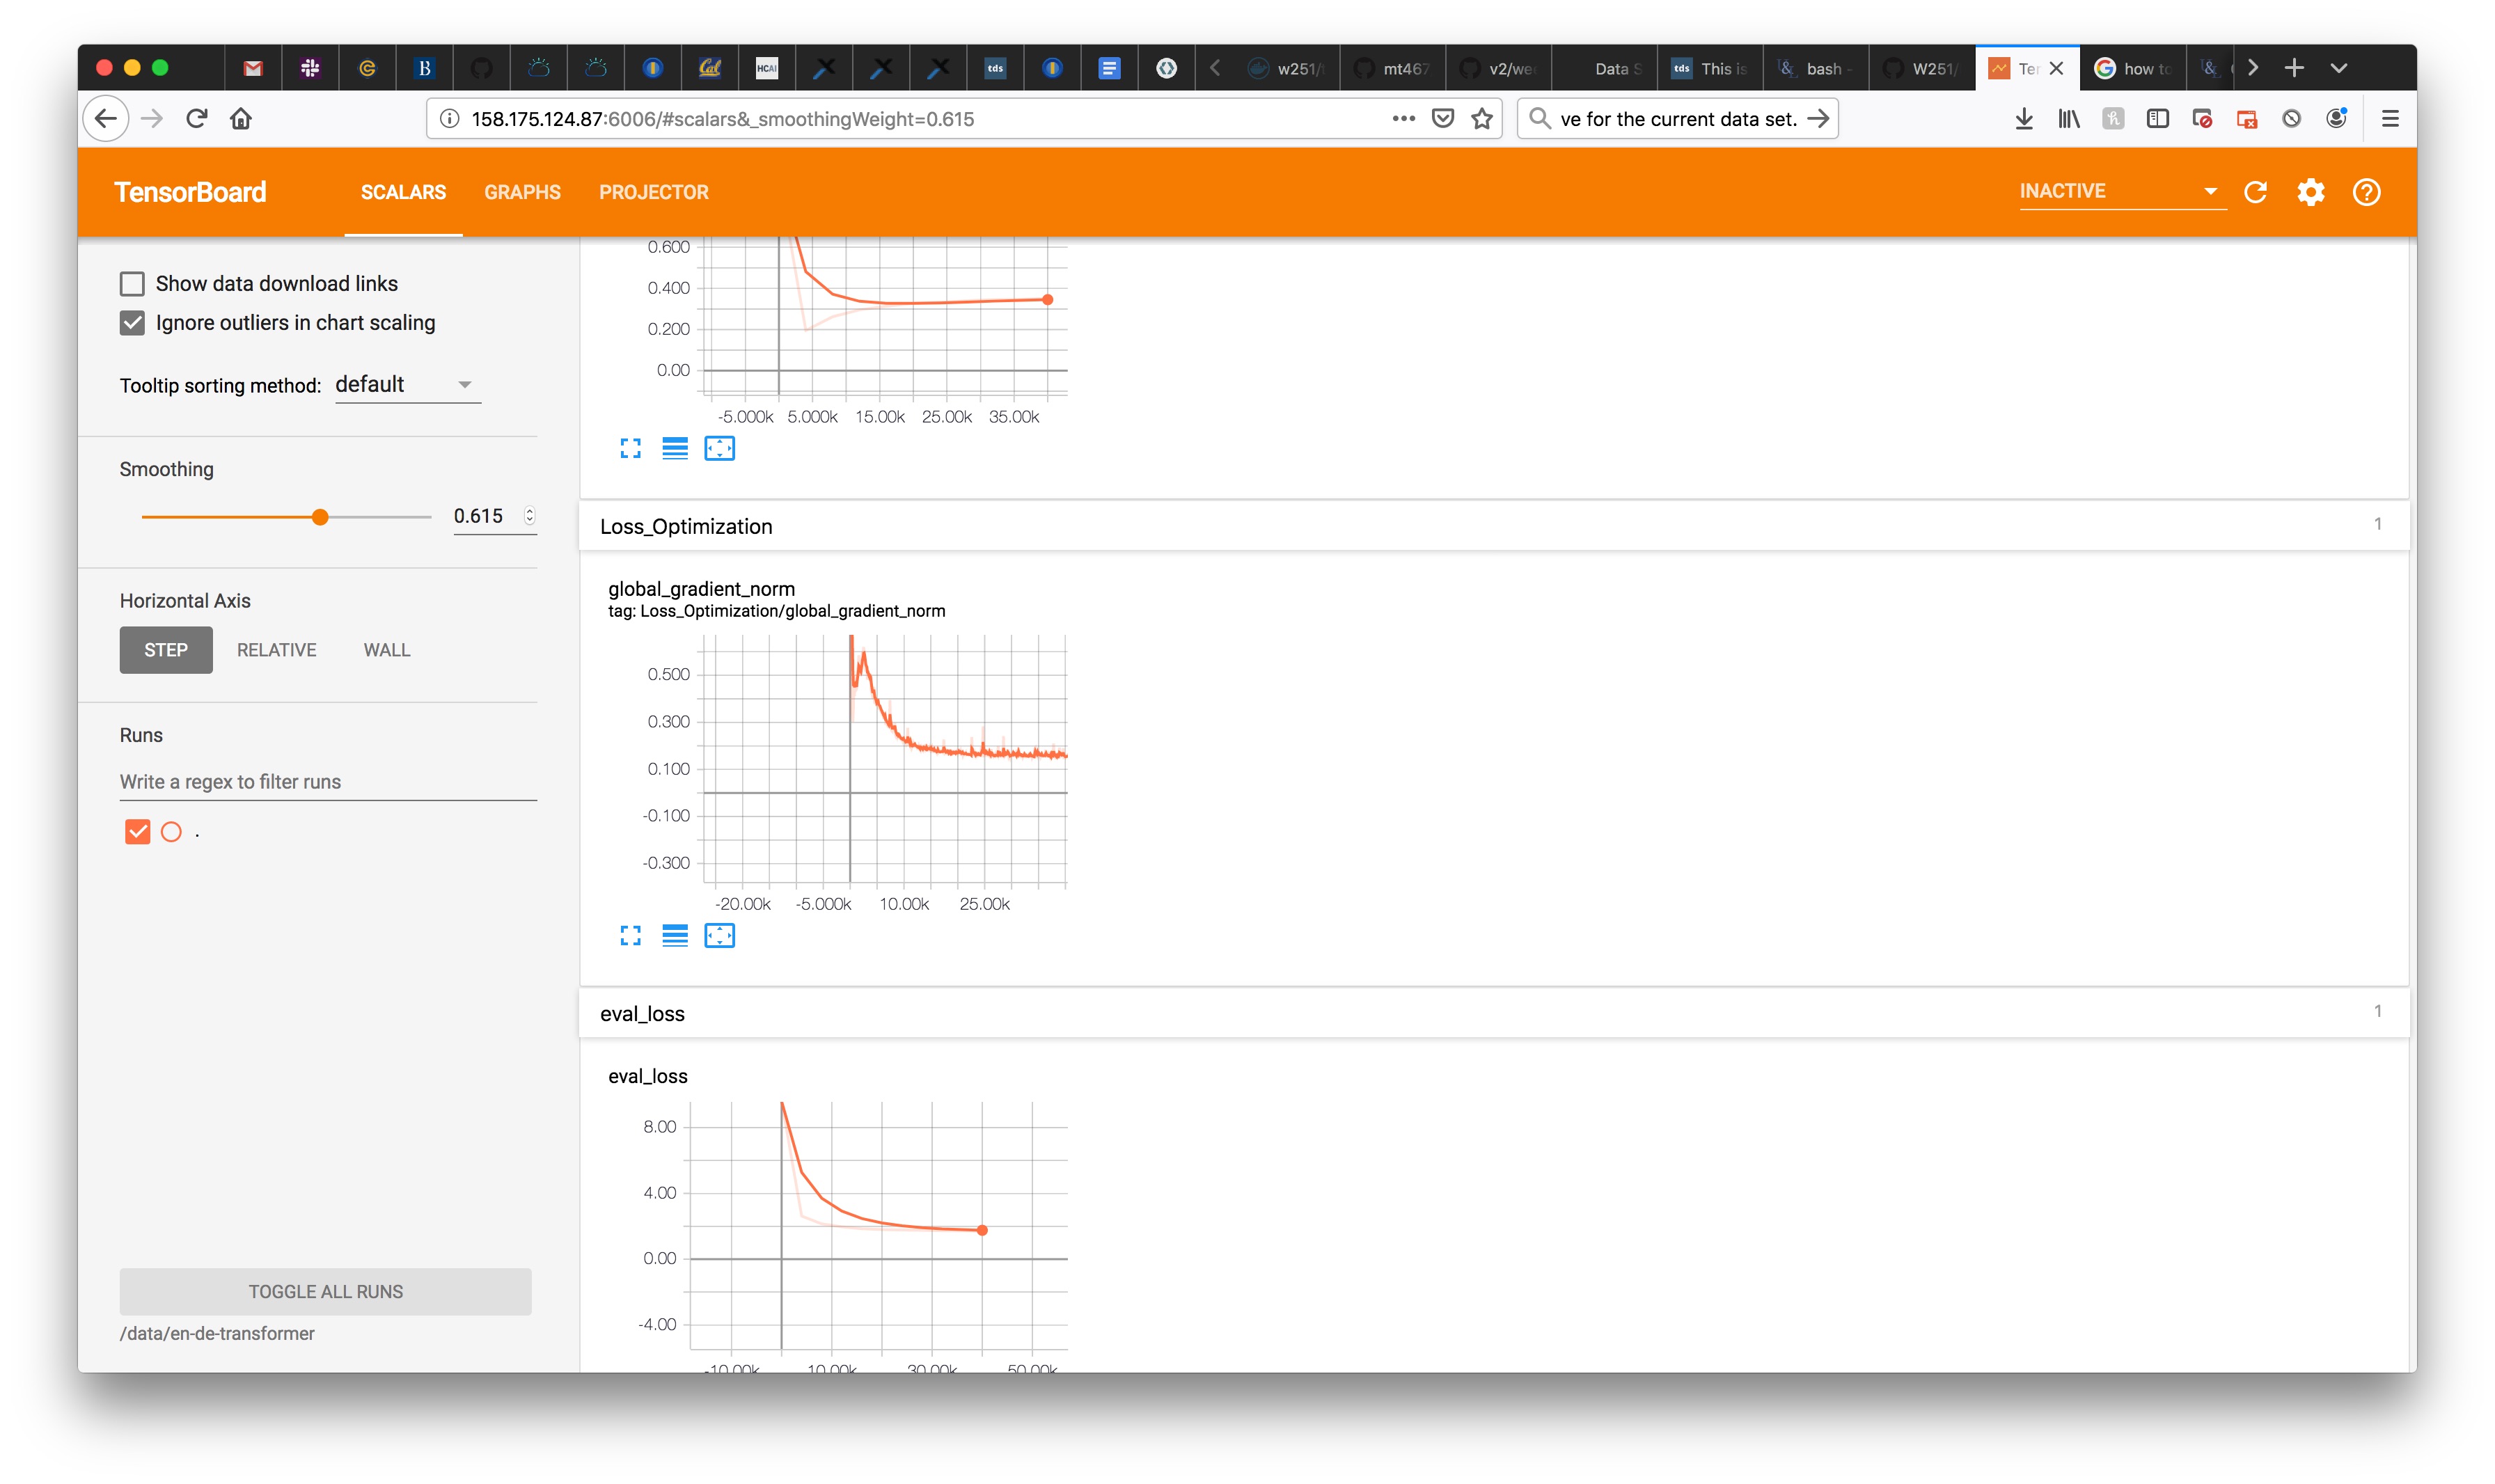 B
Cal
HCAI
tds
w251/
mt467
v2/we
Data S
tds This is
bash -
W251/
Ter
how to
158.175.124.87:6006/#scalars&_smoothingWeight=0.615
ve for the current data set.
TensorBoard
SCALARS
GRAPHS
PROJECTOR
INACTIVE
Show data download links
Ignore outliers in chart scaling
Tooltip sorting method: default
Smoothing
0.615
Horizontal Axis
STEP RELATIVE WALL
Runs
Write a regex to filter runs
.
TOGGLE ALL RUNS
/data/en-de-transformer
0.600
0.400
0.200
0.00
-5.000k 5.000k 15.00k 25.00k 35.00k
Loss_Optimization 1
global_gradient_norm
tag: Loss_Optimization/global_gradient_norm
0.500
0.300
0.100
-0.100
-0.300
-20.00k -5.000k 10.00k 25.00k
eval_loss 1
eval_loss
8.00
4.00
0.00
-4.00
-10.00k 10.00k 30.00k 50.00k